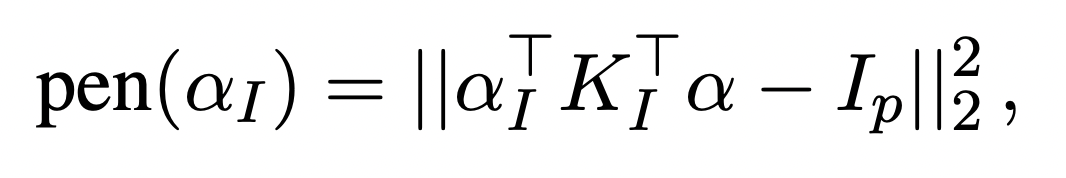 pen(α_I) = ||α_I^⊤ K_I^⊤ α − I_p||_2^2 ,